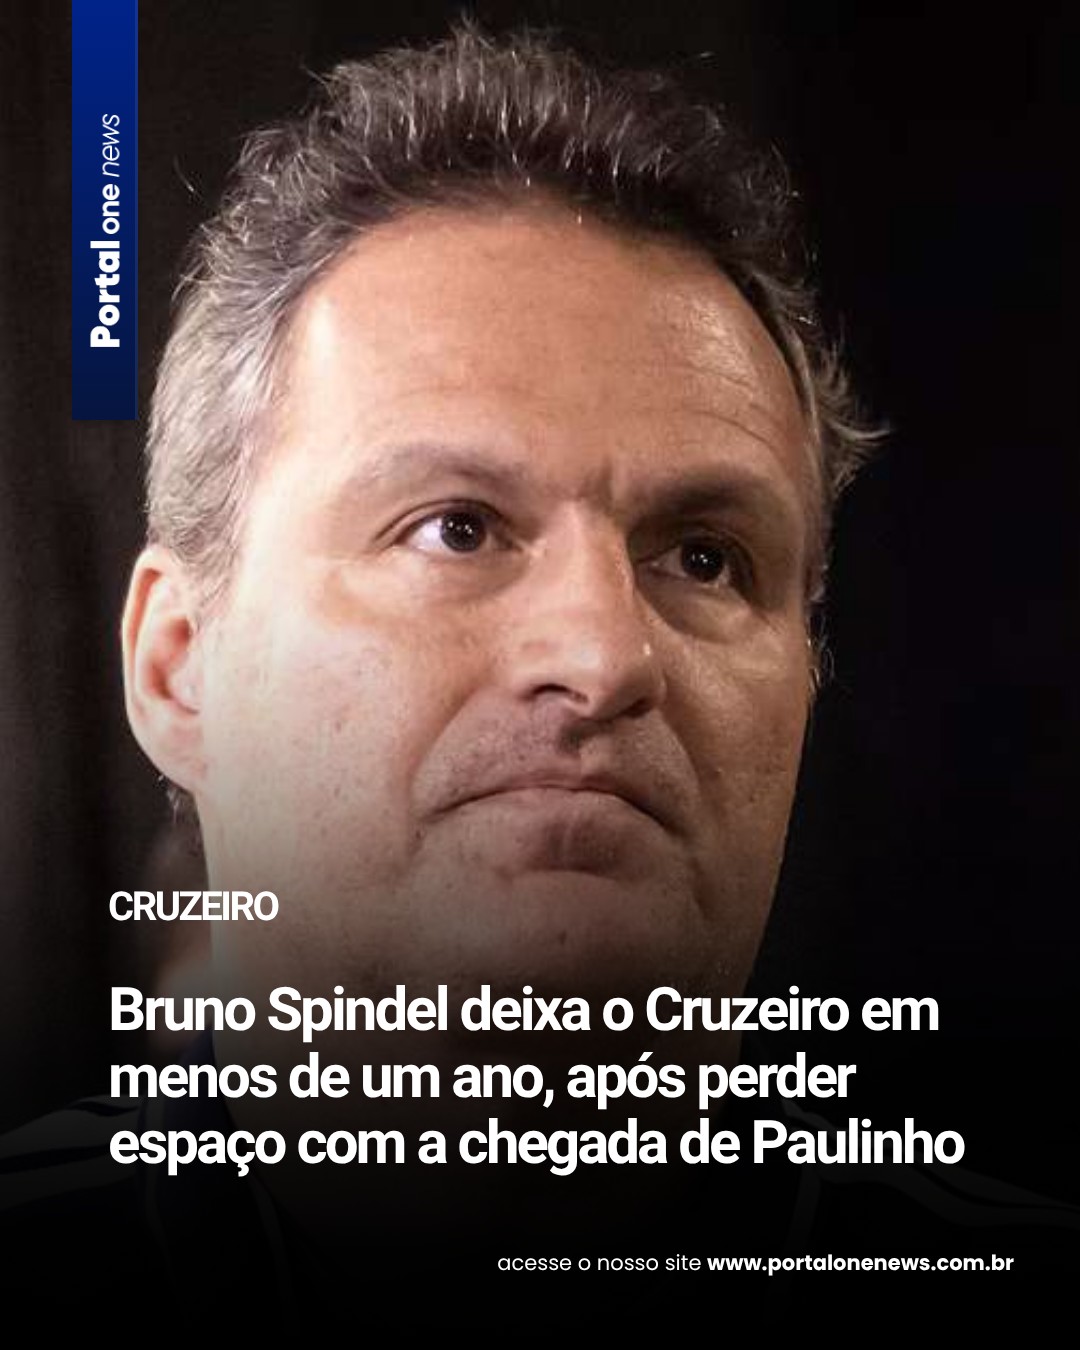 Portal one news
CRUZEIRO
Bruno Spindel deixa o Cruzeiro em
menos de um ano, após perder
espaço com a chegada de Paulinho
acesse o nosso site www.portalonenews.com.br